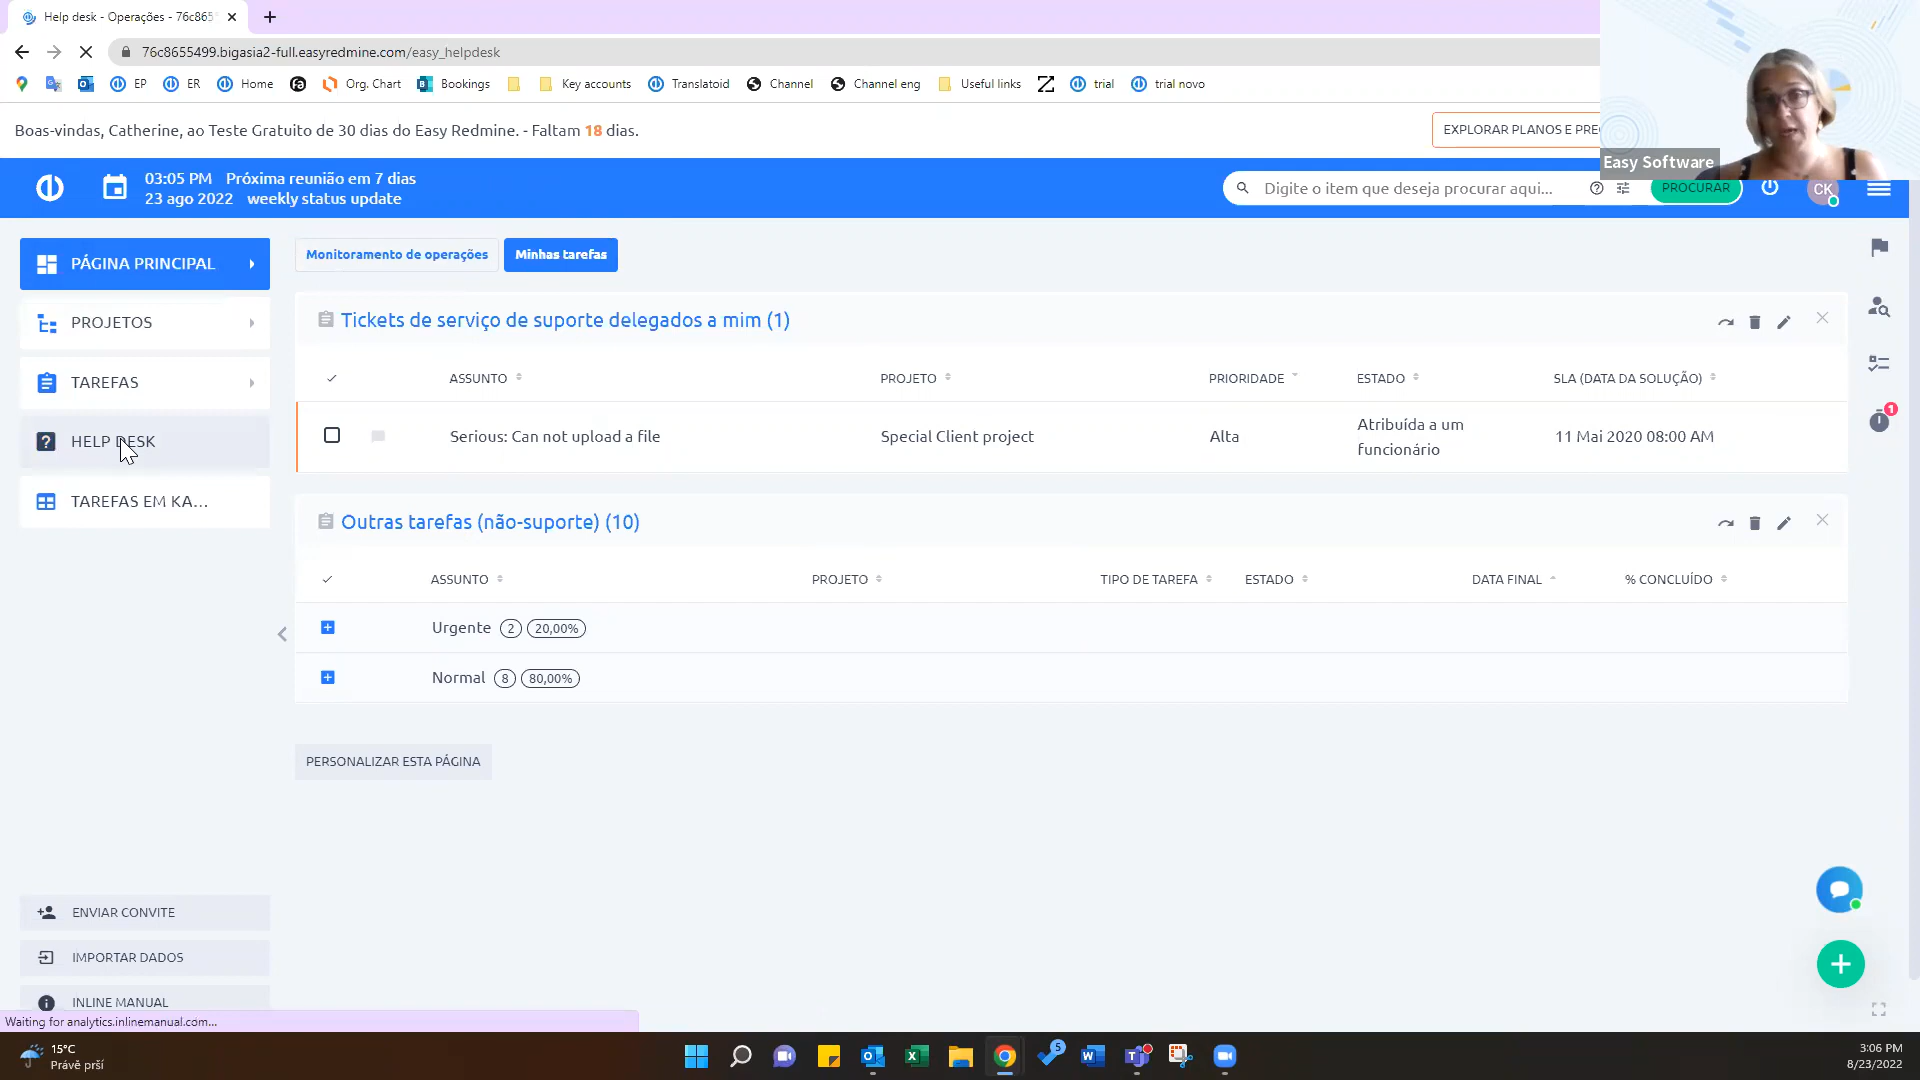 Help desk - Operações - 76c865
76c8655499.bigasia2-full.easyredmine.com/easy_helpdesk
EP
ER
Home
Org. Chart
Bookings
Key accounts
Translatoid
Channel
Channel eng
Useful links
trial
trial novo
Boas-vindas, Catherine, ao Teste Gratuito de 30 dias do Easy Redmine. - Faltam 18 dias.
EXPLORAR PLANOS E PRE
Easy Software
03:05 PM Próxima reunião em 7 dias
23 ago 2022 weekly status update
Digite o item que deseja procurar aqui...
PROCURAR
CK
PÁGINA PRINCIPAL
PROJETOS
TAREFAS
HELP DESK
TAREFAS EM KA...
Monitoramento de operações
Minhas tarefas
Tickets de serviço de suporte delegados a mim (1)
ASSUNTO PROJETO PRIORIDADE ESTADO SLA (DATA DA SOLUÇÃO)
Serious: Can not upload a file Special Client project Alta Atribuída a um funcionário 11 Mai 2020 08:00 AM
1
Outras tarefas (não-suporte) (10)
ASSUNTO PROJETO TIPO DE TAREFA ESTADO DATA FINAL % CONCLUÍDO
Urgente 2 20,00%
Normal 8 80,00%
PERSONALIZAR ESTA PÁGINA
ENVIAR CONVITE
IMPORTAR DADOS
INLINE MANUAL
Waiting for analytics.inlinemanual.com...
15°C
Právě prší
5
3:06 PM
8/23/2022